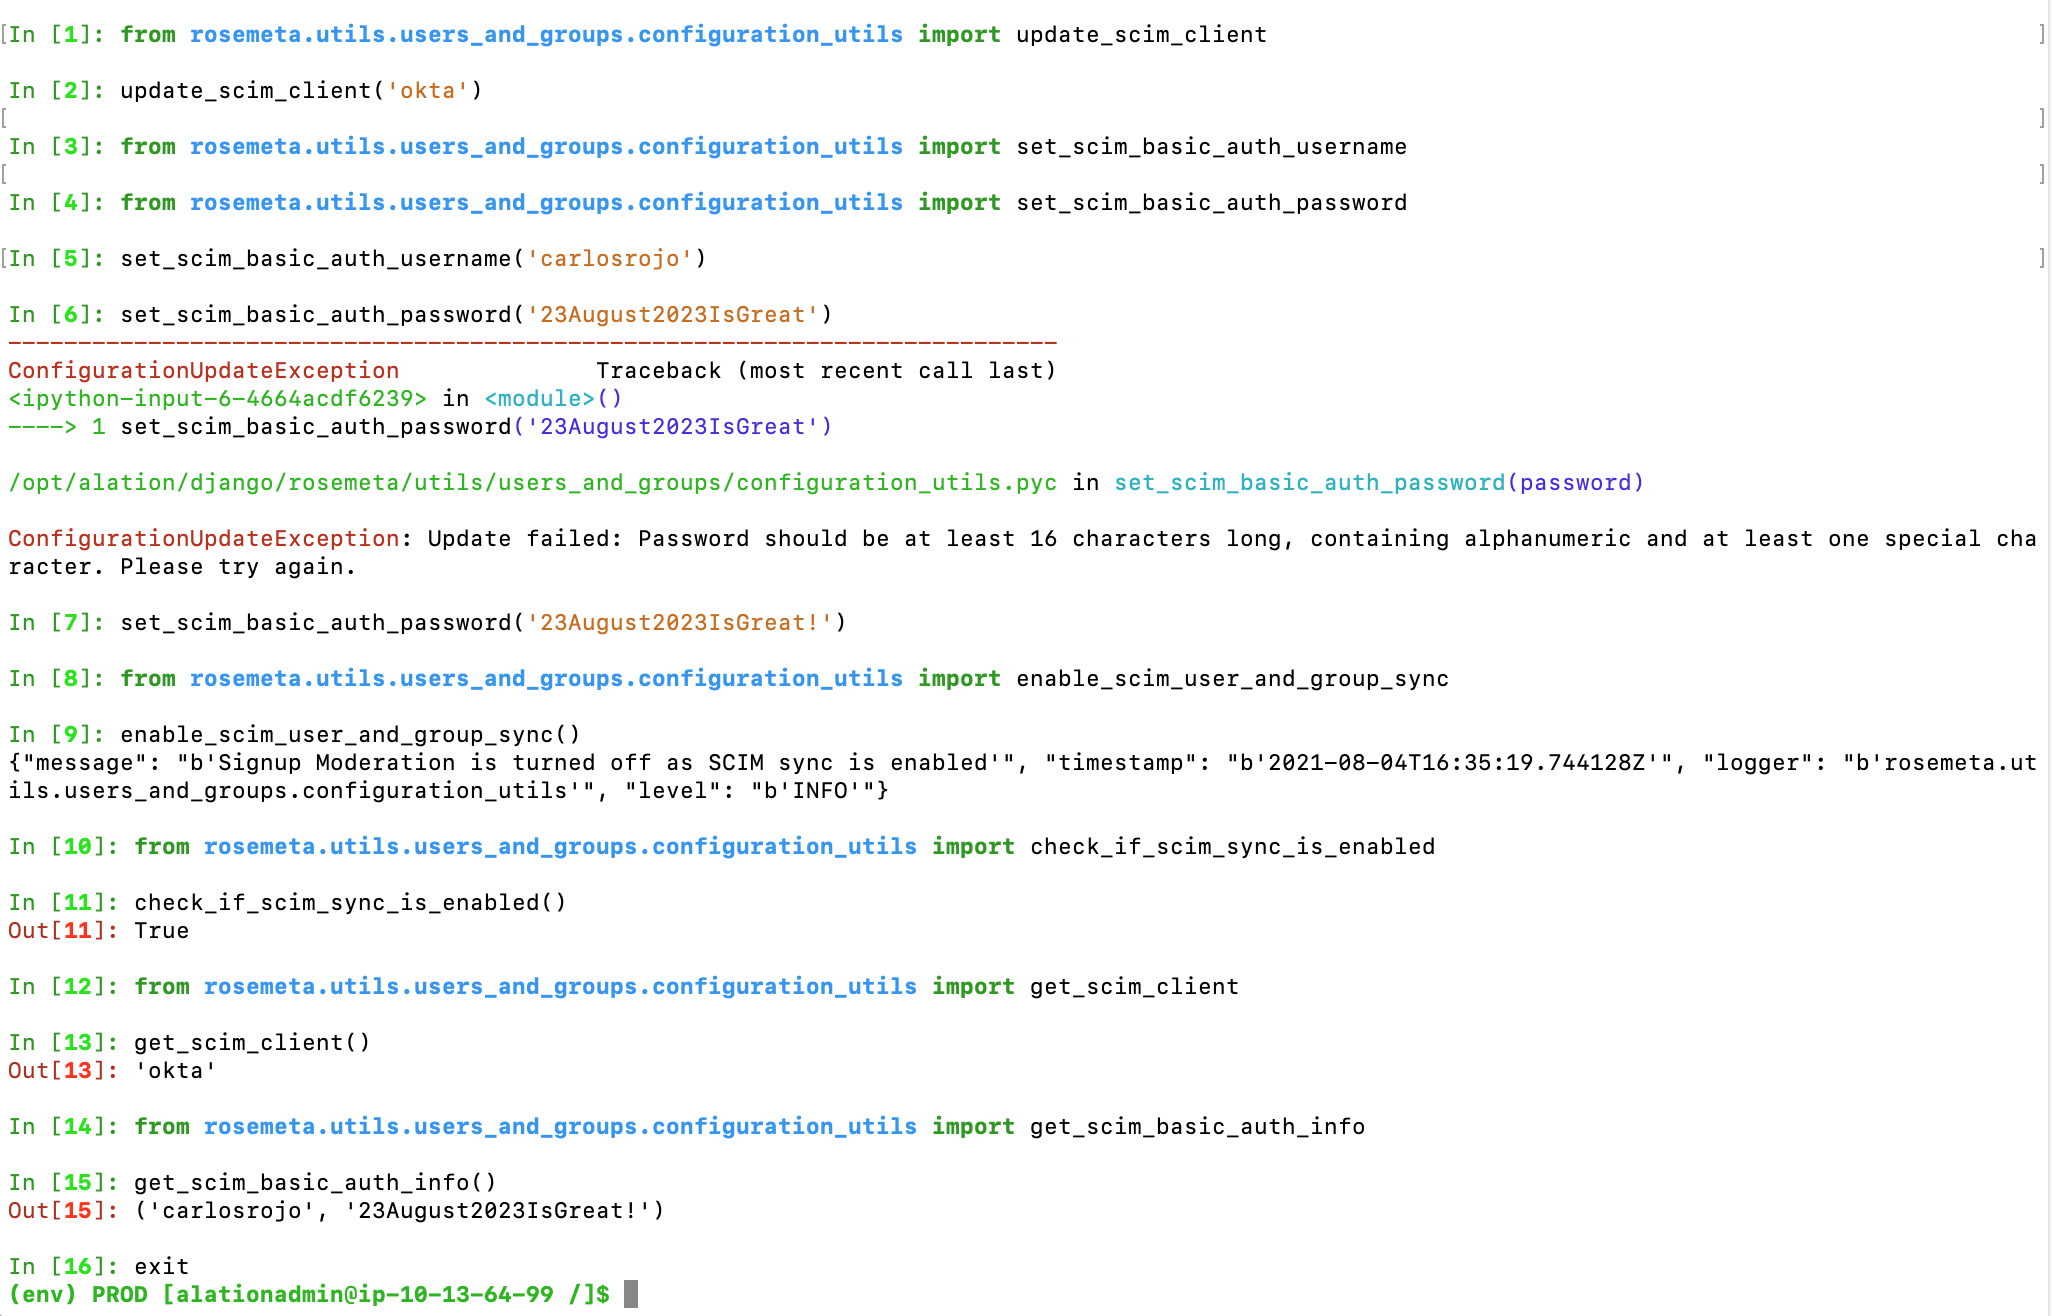 [In [1]: from rosemeta.utils.users_and_groups.configuration_utils import update_scim_client ]
In [2]: update_scim_client('okta')
[ ]
In [3]: from rosemeta.utils.users_and_groups.configuration_utils import set_scim_basic_auth_username
[ ]
In [4]: from rosemeta.utils.users_and_groups.configuration_utils import set_scim_basic_auth_password
[In [5]: set_scim_basic_auth_username('carlosrojo') ]
In [6]: set_scim_basic_auth_password('23August2023IsGreat')
---------------------------------------------------------------------------
ConfigurationUpdateException              Traceback (most recent call last)
<ipython-input-6-4664acdf6239> in <module>()
----> 1 set_scim_basic_auth_password('23August2023IsGreat')
/opt/alation/django/rosemeta/utils/users_and_groups/configuration_utils.pyc in set_scim_basic_auth_password(password)
ConfigurationUpdateException: Update failed: Password should be at least 16 characters long, containing alphanumeric and at least one special cha
racter. Please try again.
In [7]: set_scim_basic_auth_password('23August2023IsGreat!')
In [8]: from rosemeta.utils.users_and_groups.configuration_utils import enable_scim_user_and_group_sync
In [9]: enable_scim_user_and_group_sync()
{"message": "b'Signup Moderation is turned off as SCIM sync is enabled'", "timestamp": "b'2021-08-04T16:35:19.744128Z'", "logger": "b'rosemeta.ut
ils.users_and_groups.configuration_utils'", "level": "b'INFO'"}
In [10]: from rosemeta.utils.users_and_groups.configuration_utils import check_if_scim_sync_is_enabled
In [11]: check_if_scim_sync_is_enabled()
Out[11]: True
In [12]: from rosemeta.utils.users_and_groups.configuration_utils import get_scim_client
In [13]: get_scim_client()
Out[13]: 'okta'
In [14]: from rosemeta.utils.users_and_groups.configuration_utils import get_scim_basic_auth_info
In [15]: get_scim_basic_auth_info()
Out[15]: ('carlosrojo', '23August2023IsGreat!')
In [16]: exit
(env) PROD [alationadmin@ip-10-13-64-99 /]$